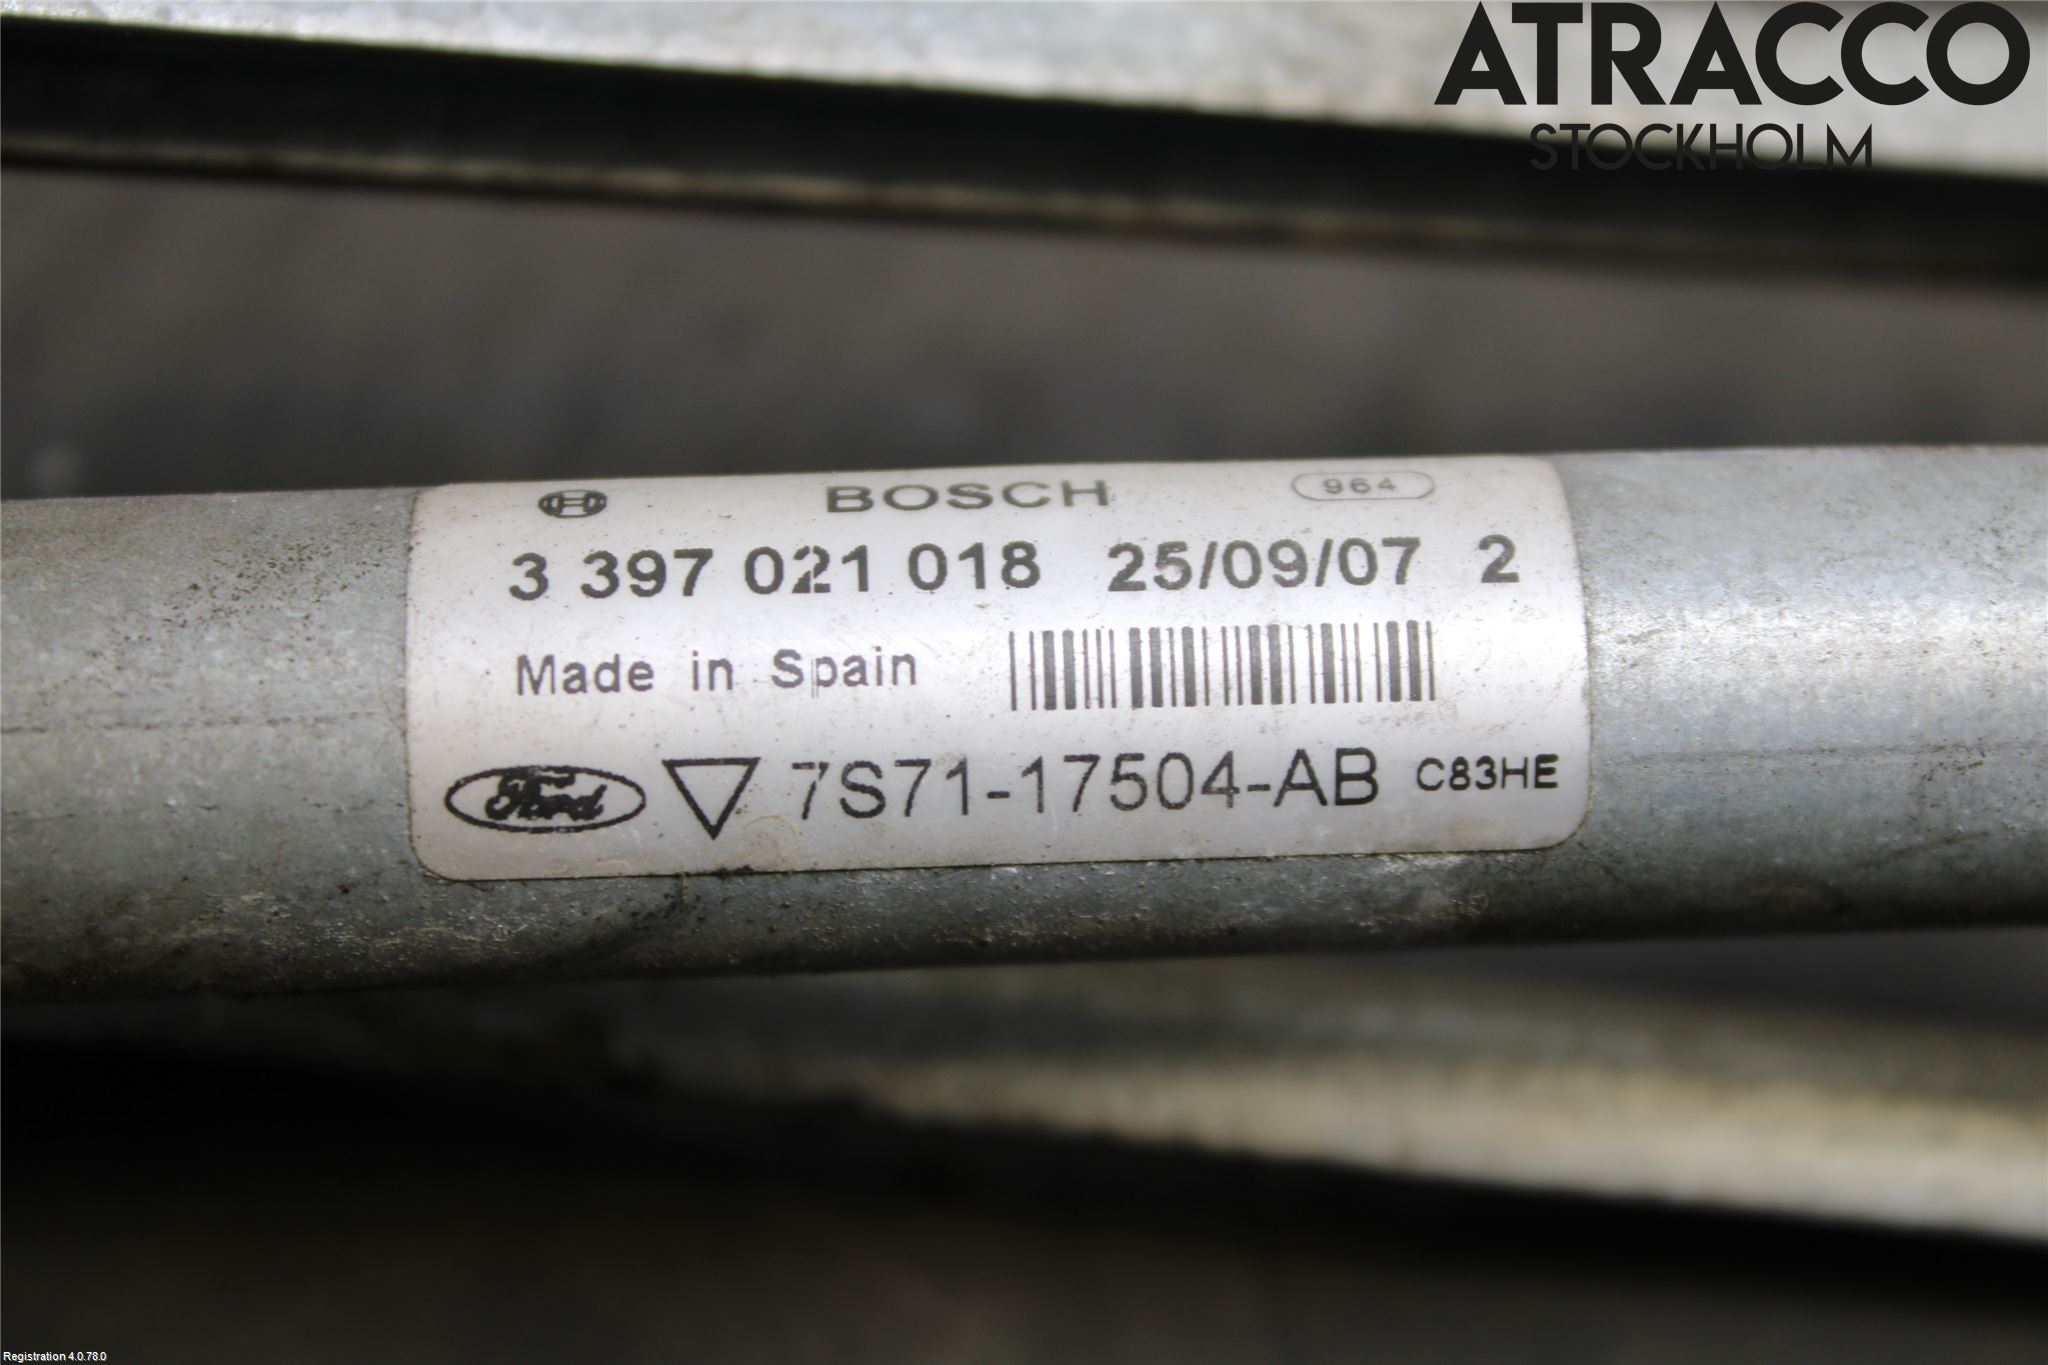 ATRACCO
STOCKHOLM
BOSCH 964
3 397 021 018 25/09/07 2
Made in Spain
Ford 7S71-17504-AB C83HE
Registration 4.0.78.0